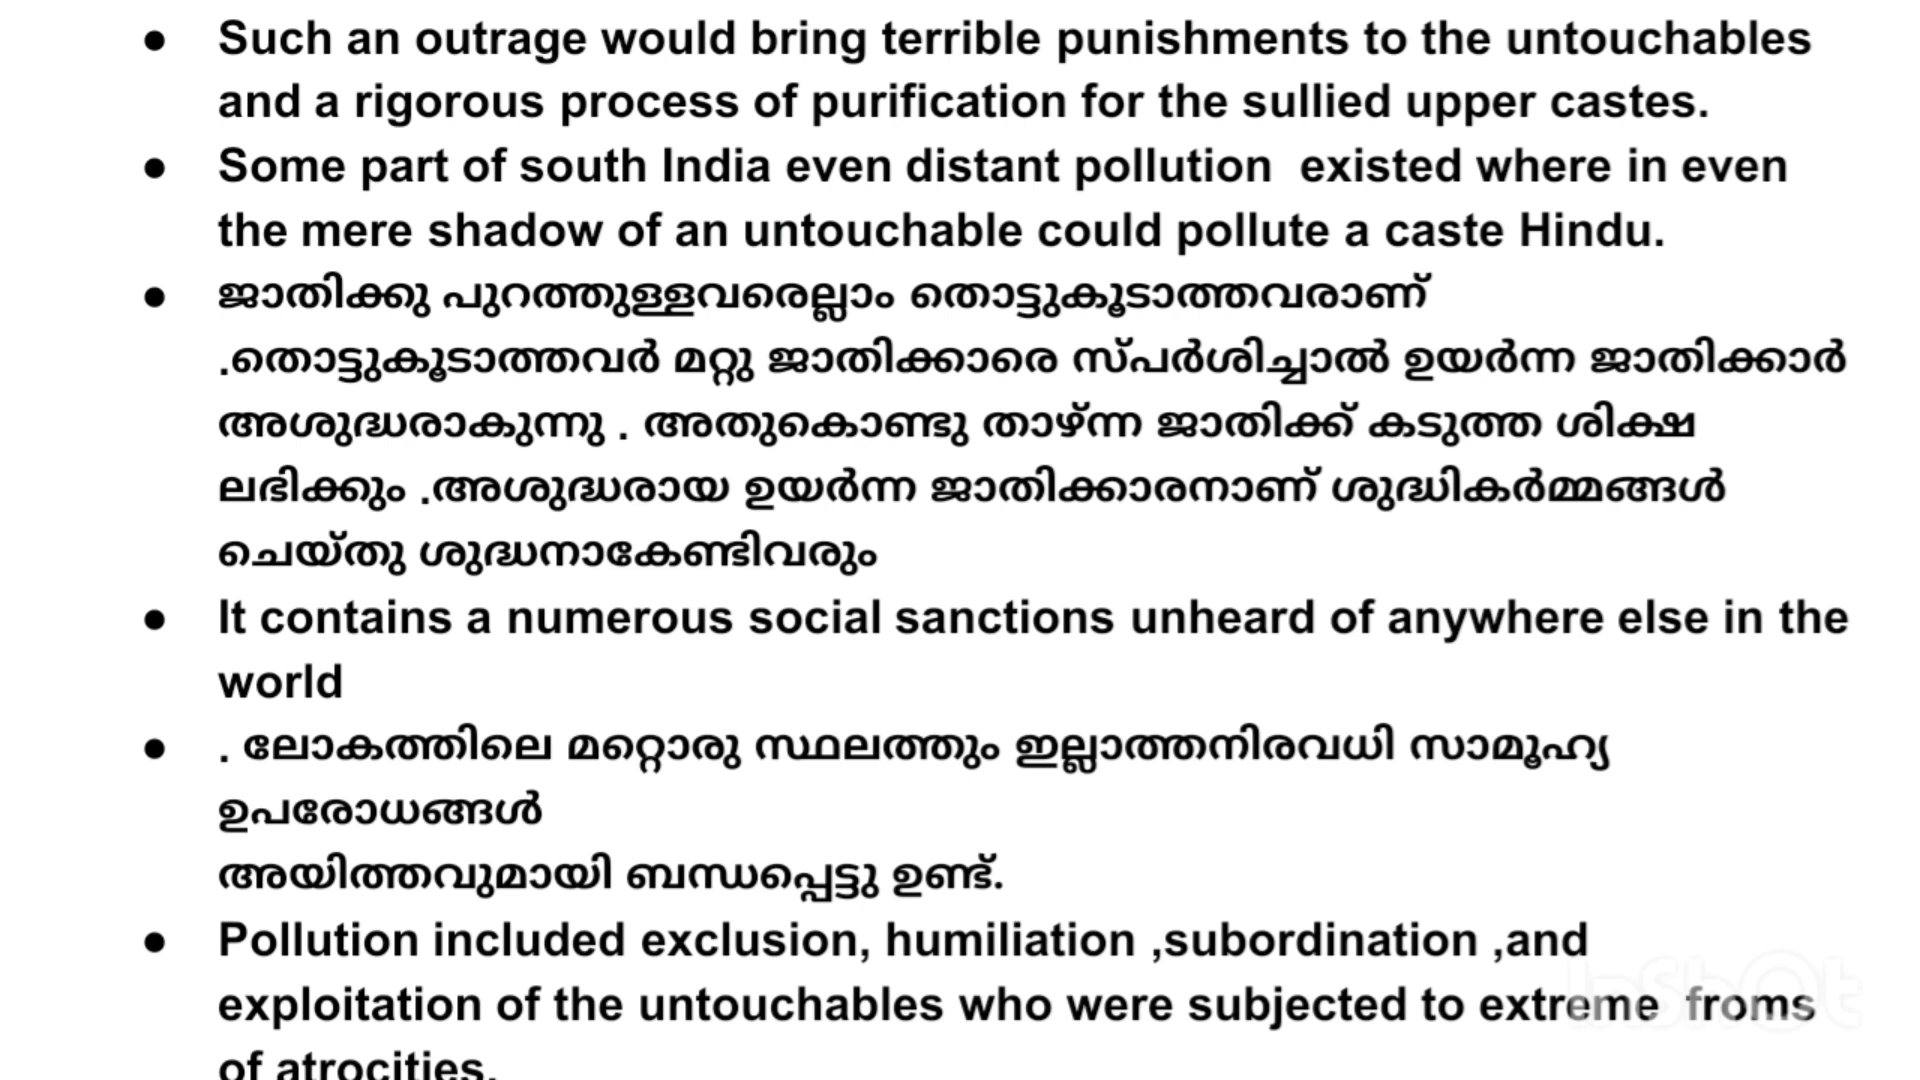 ● Such an outrage would bring terrible punishments to the untouchables
and a rigorous process of purification for the sullied upper castes.
● Some part of south India even distant pollution  existed where in even
the mere shadow of an untouchable could pollute a caste Hindu.
● ജാതിക്കു പുറത്തുള്ളവരെല്ലാം തൊട്ടുകൂടാത്തവരാണ്
.തൊട്ടുകൂടാത്തവർ മറ്റു ജാതിക്കാരെ സ്പർശിച്ചാൽ ഉയർന്ന ജാതിക്കാർ
അശുദ്ധരാകുന്നു . അതുകൊണ്ടു താഴ്ന്ന ജാതിക്ക് കടുത്ത ശിക്ഷ
ലഭിക്കും .അശുദ്ധരായ ഉയർന്ന ജാതിക്കാരനാണ് ശുദ്ധികർമ്മങ്ങൾ
ചെയ്തു ശുദ്ധനാകേണ്ടിവരും
● It contains a numerous social sanctions unheard of anywhere else in the
world
● . ലോകത്തിലെ മറ്റൊരു സ്ഥലത്തും ഇല്ലാത്തനിരവധി സാമൂഹ്യ
ഉപരോധങ്ങൾ
അയിത്തവുമായി ബന്ധപ്പെട്ടു ഉണ്ട്.
● Pollution included exclusion, humiliation ,subordination ,and
exploitation of the untouchables who were subjected to extreme  froms
of atrocities.
InShOt